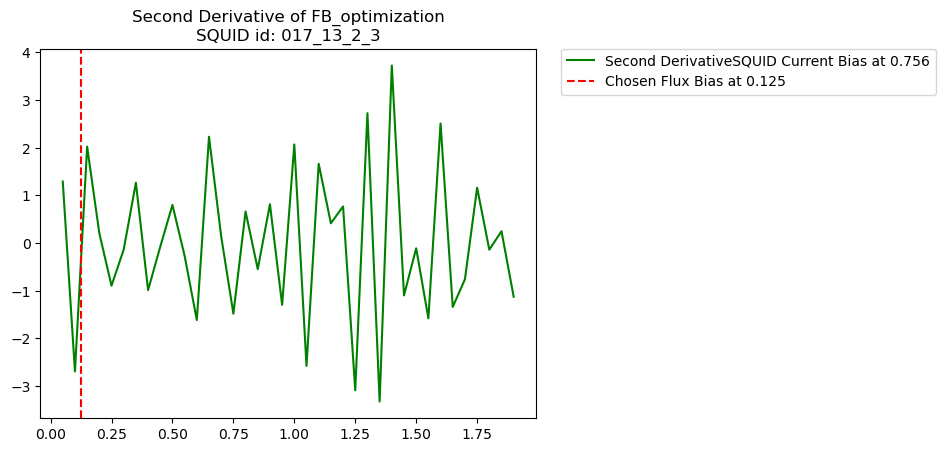 Second Derivative of FB_optimization
SQUID id: 017_13_2_3
4
3
2
1
0
−1
−2
−3
0.00 0.25 0.50 0.75 1.00 1.25 1.50 1.75
Second DerivativeSQUID Current Bias at 0.756
Chosen Flux Bias at 0.125